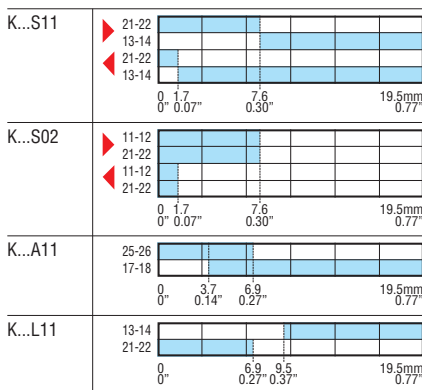 K...S11
21-22
13-14
21-22
13-14
0 1.7 7.6 19.5mm
0" 0.07" 0.30" 0.77"
K...S02
11-12
21-22
11-12
21-22
0 1.7 7.6 19.5mm
0" 0.07" 0.30" 0.77"
K...A11
25-26
17-18
0 3.7 6.9 19.5mm
0" 0.14" 0.27" 0.77"
K...L11
13-14
21-22
0 6.9 9.5 19.5mm
0" 0.27" 0.37" 0.77"